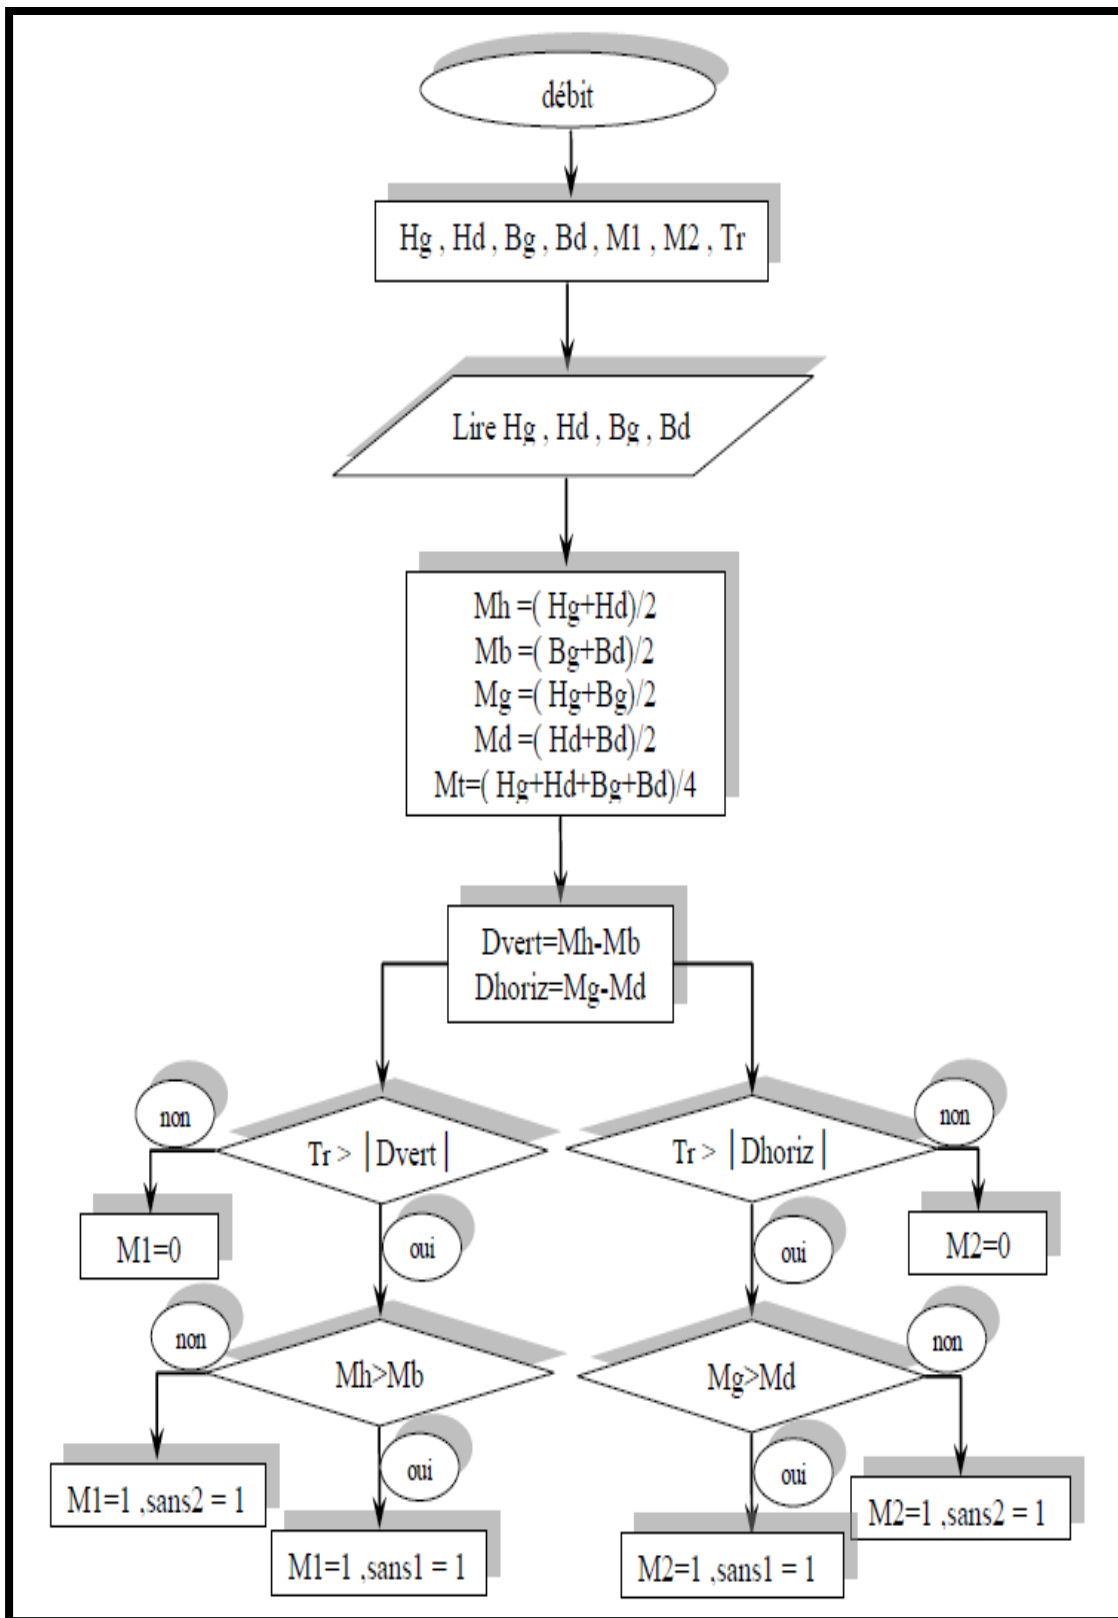 débit
Hg , Hd , Bg , Bd , M1 , M2 , Tr
Lire Hg , Hd , Bg , Bd
Mh =( Hg+Hd)/2
Mb =( Bg+Bd)/2
Mg =( Hg+Bg)/2
Md =( Hd+Bd)/2
Mt=( Hg+Hd+Bg+Bd)/4
Dvert=Mh-Mb
Dhoriz=Mg-Md
non
non
Tr > |Dvert|
Tr > |Dhoriz|
M1=0
oui
oui
M2=0
non
non
Mh>Mb
Mg>Md
oui
oui
M1=1 ,sans2 = 1
M2=1 ,sans2 = 1
M1=1 ,sans1 = 1
M2=1 ,sans1 = 1